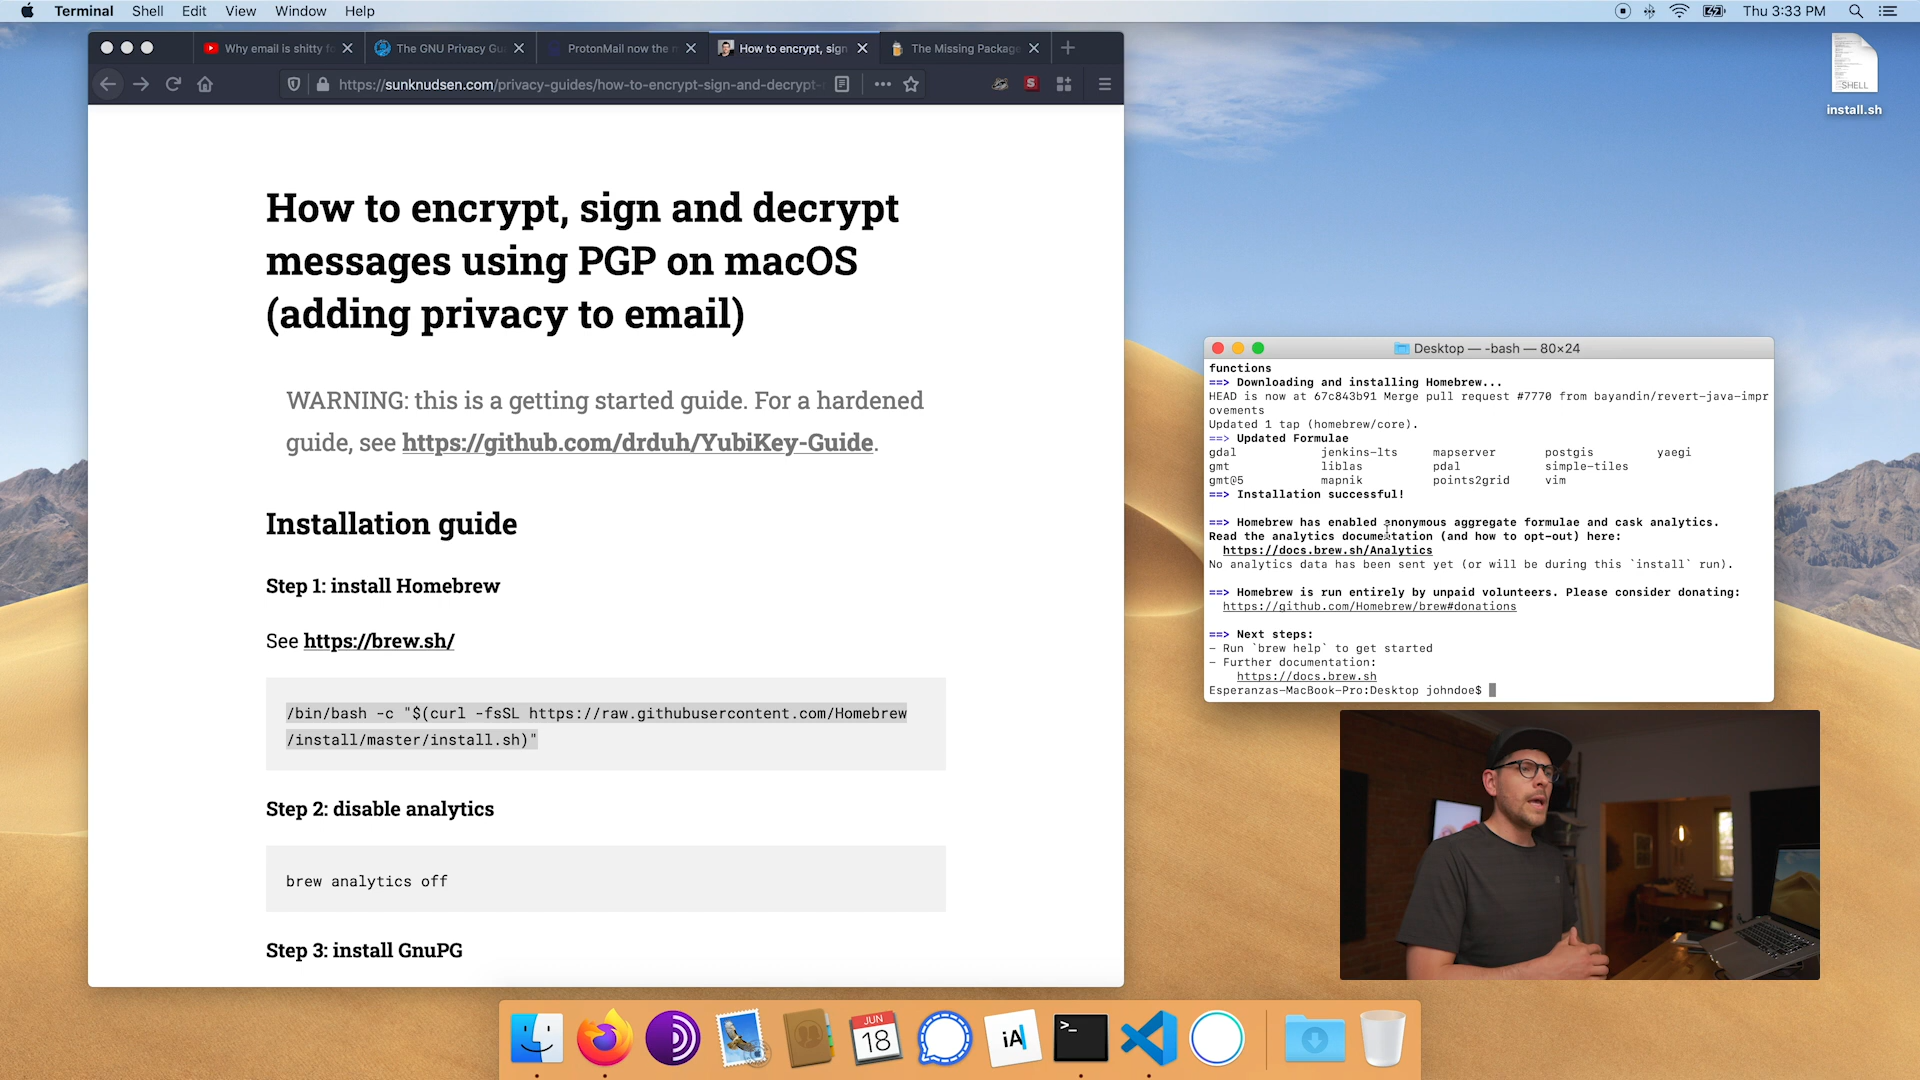 Terminal Shell Edit View Window Help
Thu 3:33 PM
Why email is shitty fo
The GNU Privacy Gu
ProtonMail now the m
How to encrypt, sign
The Missing Package
https://sunknudsen.com/privacy-guides/how-to-encrypt-sign-and-decrypt-
How to encrypt, sign and decrypt
messages using PGP on macOS
(adding privacy to email)
WARNING: this is a getting started guide. For a hardened
guide, see https://github.com/drduh/YubiKey-Guide.
Installation guide
Step 1: install Homebrew
See https://brew.sh/
/bin/bash -c "$(curl -fsSL https://raw.githubusercontent.com/Homebrew
/install/master/install.sh)"
Step 2: disable analytics
brew analytics off
Step 3: install GnuPG
SHELL
install.sh
Desktop — -bash — 80×24
functions
==> Downloading and installing Homebrew...
HEAD is now at 67c843b91 Merge pull request #7770 from bayandin/revert-java-impr
ovements
Updated 1 tap (homebrew/core).
==> Updated Formulae
gdal jenkins-lts mapserver postgis yaegi
gmt liblas pdal simple-tiles
gmt@5 mapnik points2grid vim
==> Installation successful!
==> Homebrew has enabled anonymous aggregate formulae and cask analytics.
Read the analytics documentation (and how to opt-out) here:
https://docs.brew.sh/Analytics
No analytics data has been sent yet (or will be during this `install` run).
==> Homebrew is run entirely by unpaid volunteers. Please consider donating:
https://github.com/Homebrew/brew#donations
==> Next steps:
- Run `brew help` to get started
- Further documentation:
https://docs.brew.sh
Esperanzas-MacBook-Pro:Desktop johndoe$
JUN
18
iA
>_